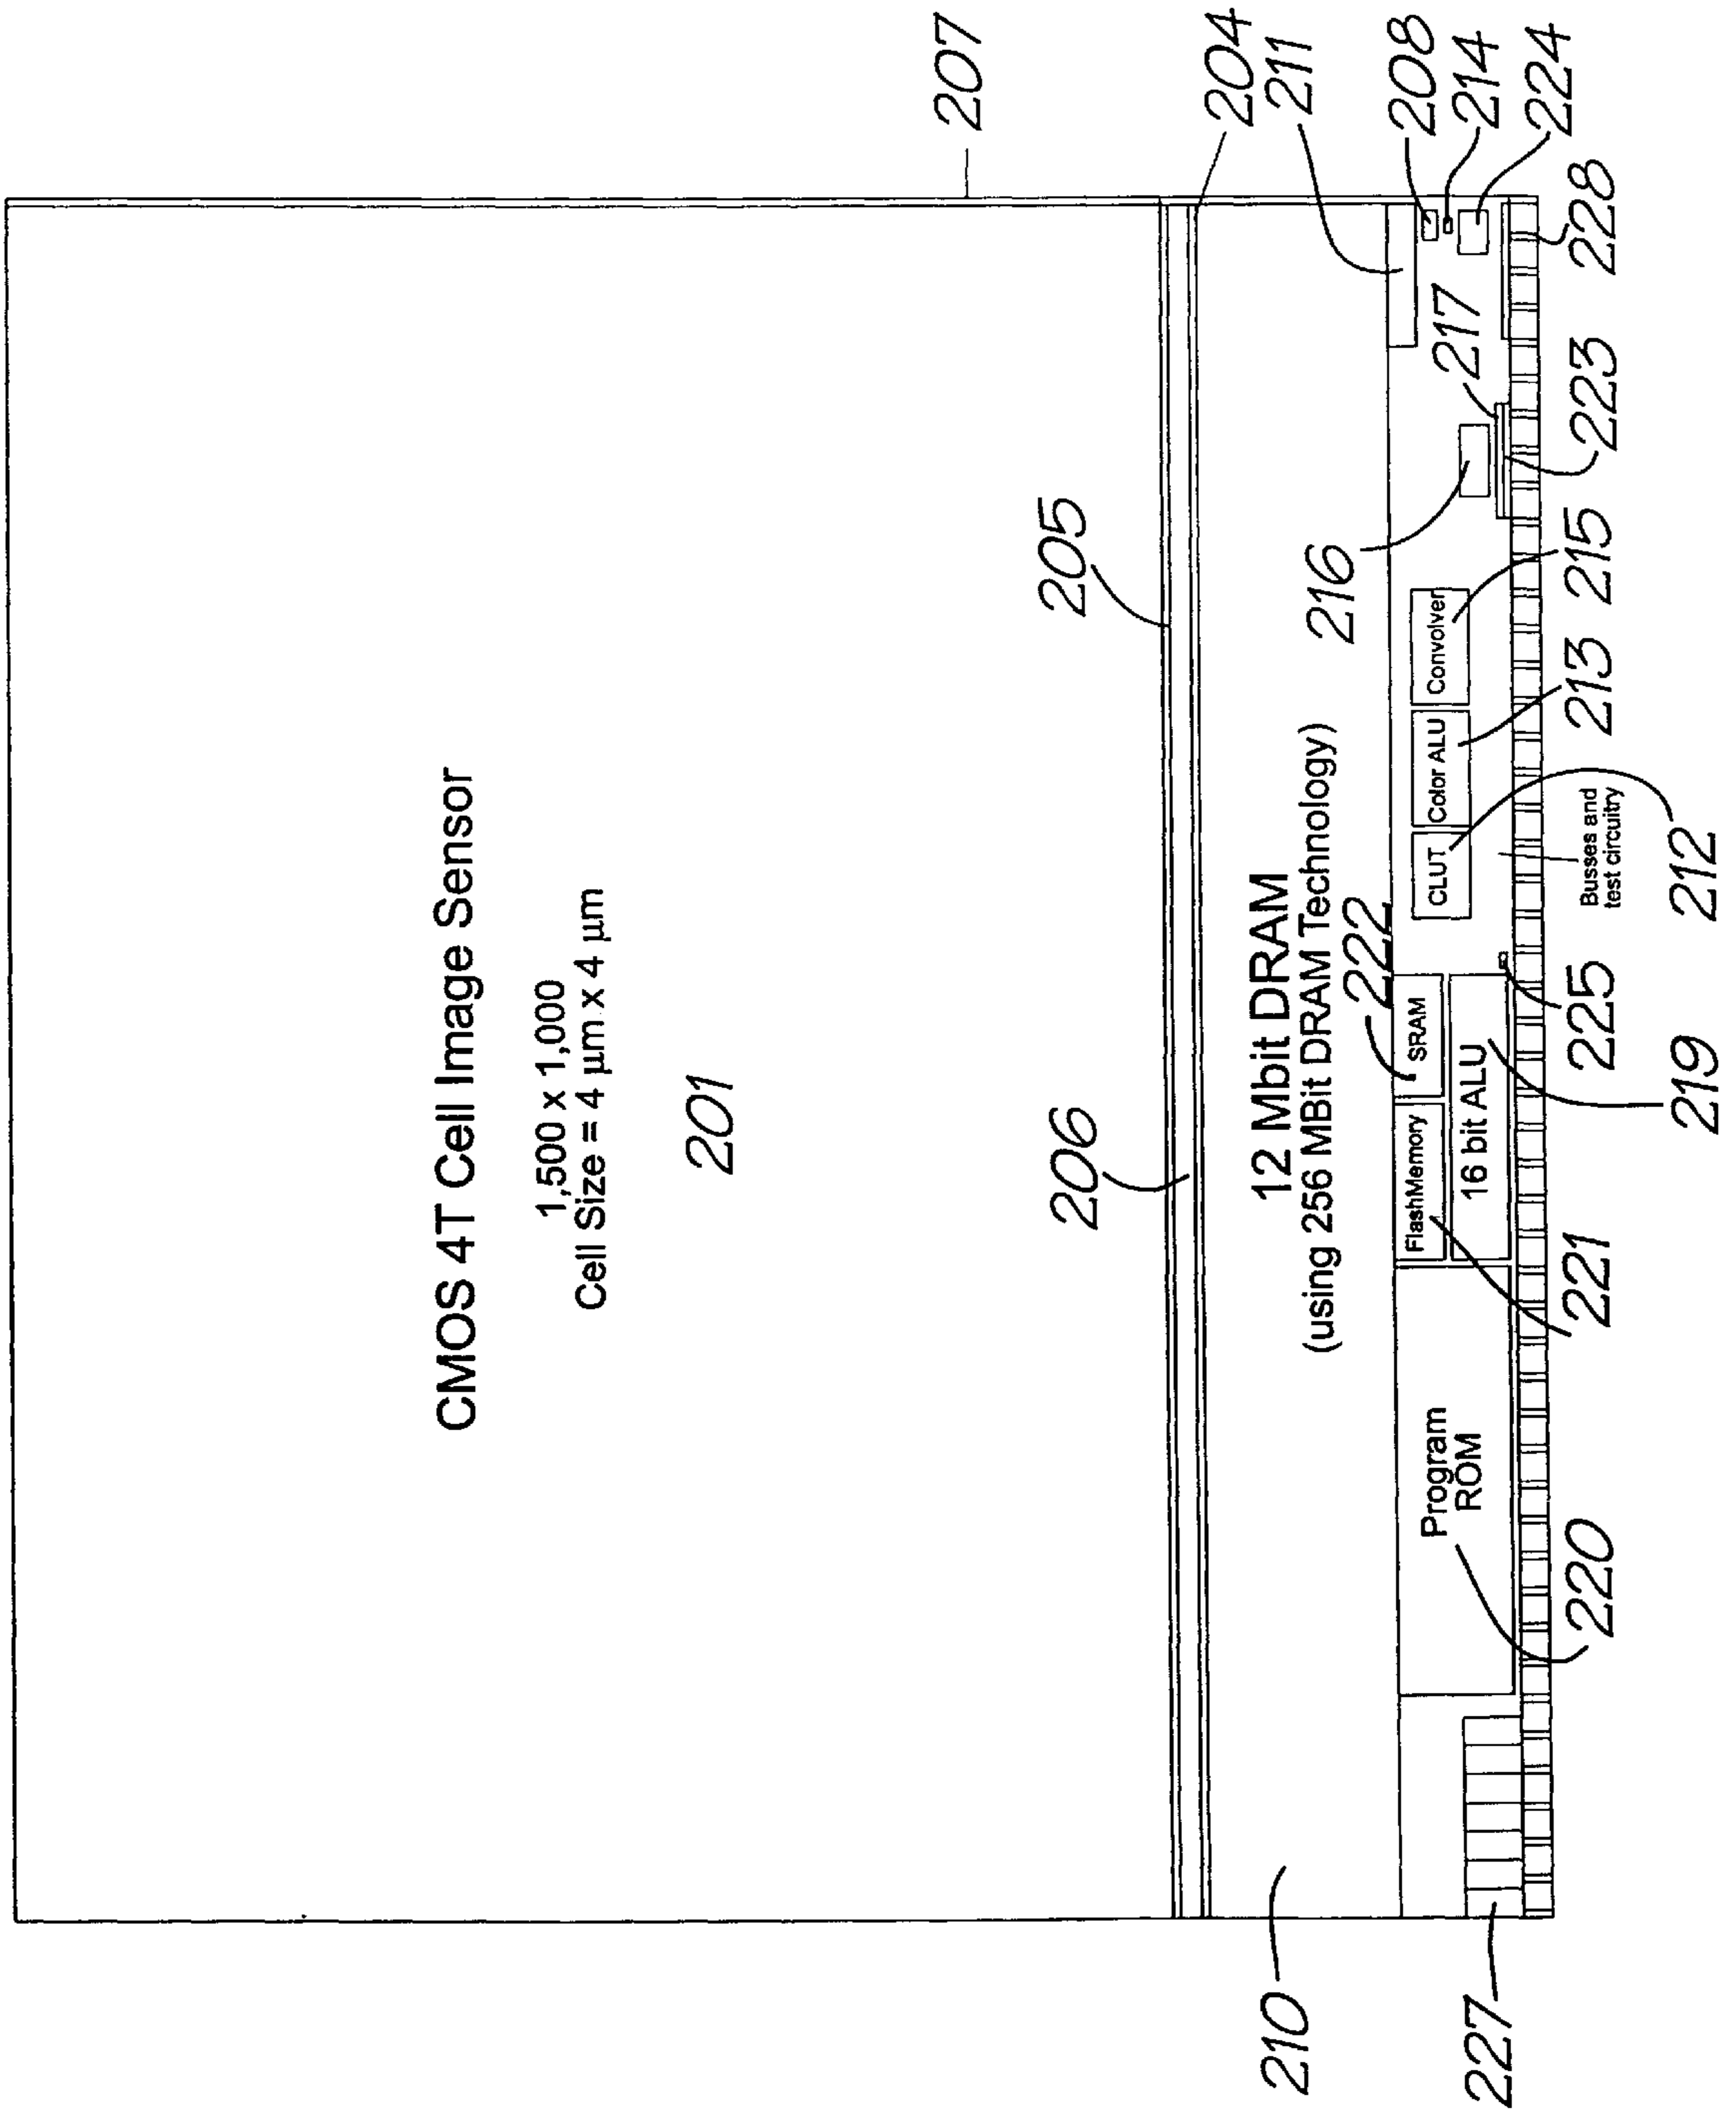 CMOS 4T Cell Image Sensor
1,500 x 1,000
Cell Size = 4 µm x 4 µm
201
207
205
206
204
211
12 Mbit DRAM
(using 256 MBit DRAM Technology)
210
222
216
217
208
214
224
228
223
FlashMemory
SRAM
16 bit ALU
Program
ROM
CLUT
Color ALU
Convolver
Busses and
test circuitry
227
220
221
219
225
212
213
215